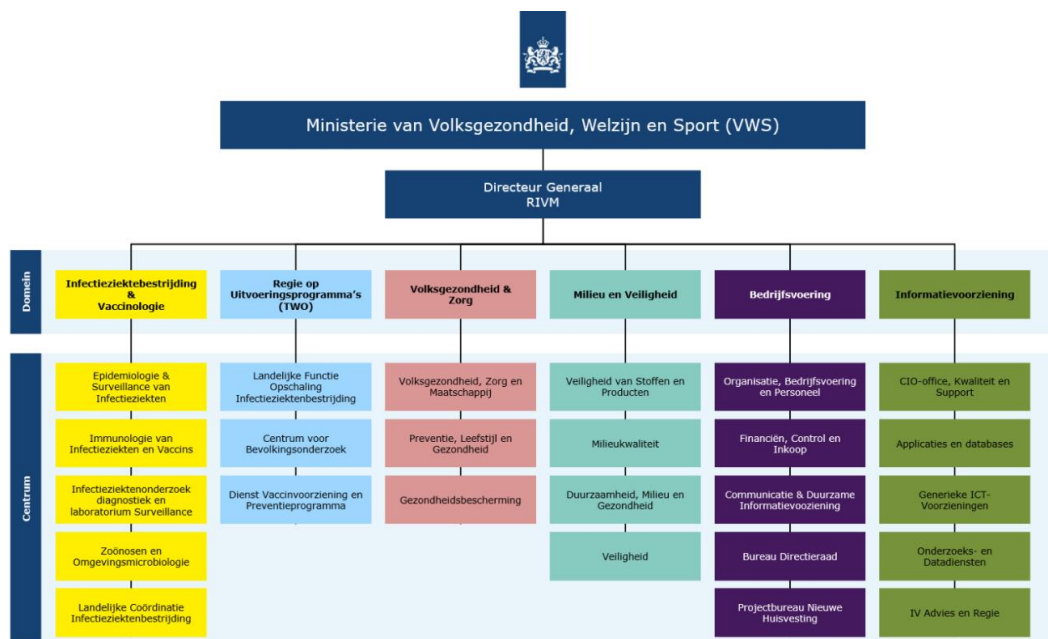 Ministerie van Volksgezondheid, Welzijn en Sport (VWS)
Directeur Generaal
RIVM
Domein
Infectieziektebestrijding
&
Vaccinologie
Regie op
Uitvoeringsprogramma's
(TWO)
Volksgezondheid &
Zorg
Milieu en Veiligheid
Bedrijfsvoering
Informatievoorziening
Centrum
Epidemiologie &
Surveillance van
Infectieziekten
Landelijke Functie
Opschaling
Infectieziektenbestrijding
Volksgezondheid, Zorg en
Maatschappij
Veiligheid van Stoffen en
Producten
Organisatie, Bedrijfsvoering
en Personeel
CIO-office, Kwaliteit en
Support
Immunologie van
Infectieziekten en Vaccins
Centrum voor
Bevolkingsonderzoek
Preventie, Leefstijl en
Gezondheid
Milieukwaliteit
Financiën, Control en
Inkoop
Applicaties en databases
Infectieziektenonderzoek
diagnostiek en
laboratorium Surveillance
Dienst Vaccinvoorziening en
Preventieprogramma
Gezondheidsbescherming
Duurzaamheid, Milieu en
Gezondheid
Communicatie & Duurzame
Informatievooziening
Generieke ICT-
Voorzieningen
Zoönosen en
Omgevingsmicrobiologie
Veiligheid
Bureau Directieraad
Onderzoeks- en
Datadiensten
Landelijke Coördinatie
Infectieziektenbestrijding
Projectbureau Nieuwe
Huisvesting
IV Advies en Regie